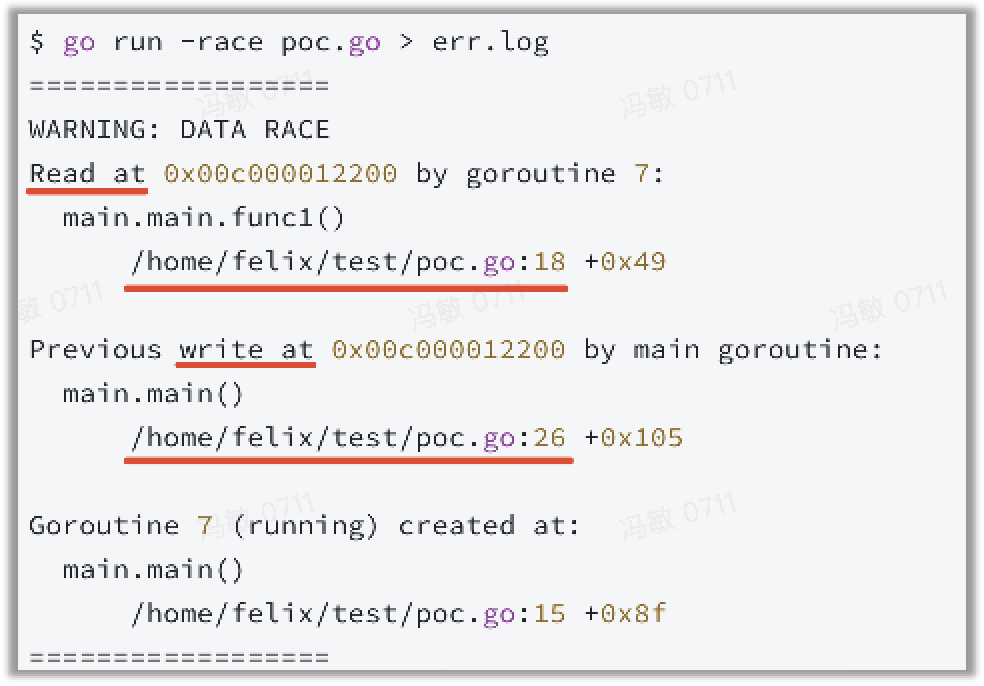 $ go run -race poc.go > err.log
==================
WARNING: DATA RACE
Read at 0x00c000012200 by goroutine 7:
  main.main.func1()
      /home/felix/test/poc.go:18 +0x49

Previous write at 0x00c000012200 by main goroutine:
  main.main()
      /home/felix/test/poc.go:26 +0x105

Goroutine 7 (running) created at:
  main.main()
      /home/felix/test/poc.go:15 +0x8f
==================
冯敏 0711
冯敏 0711
敏 0711
冯敏 0711
冯敏 0711
冯敏 0711
冯敏 0711